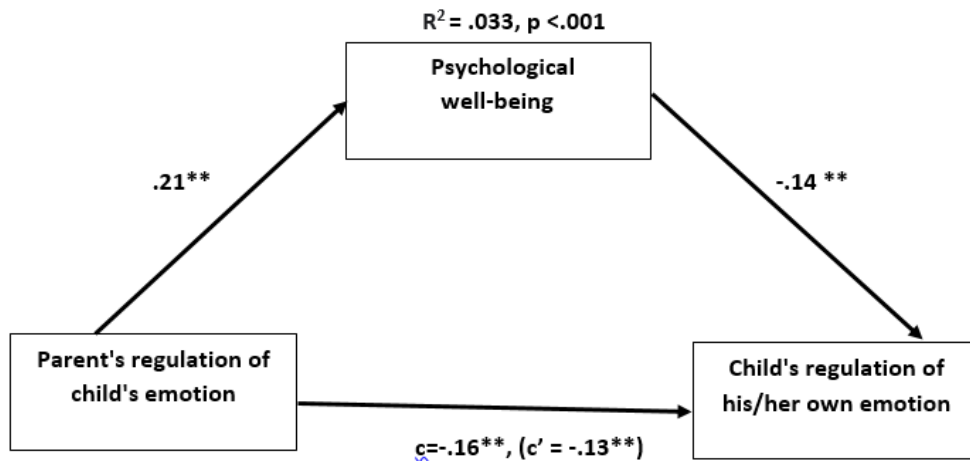 R² = .033, p <.001
Psychological
well-being
.21**
-.14 **
Parent's regulation of
child's emotion
Child's regulation of
his/her own emotion
c=-.16**, (c’ = -.13**)